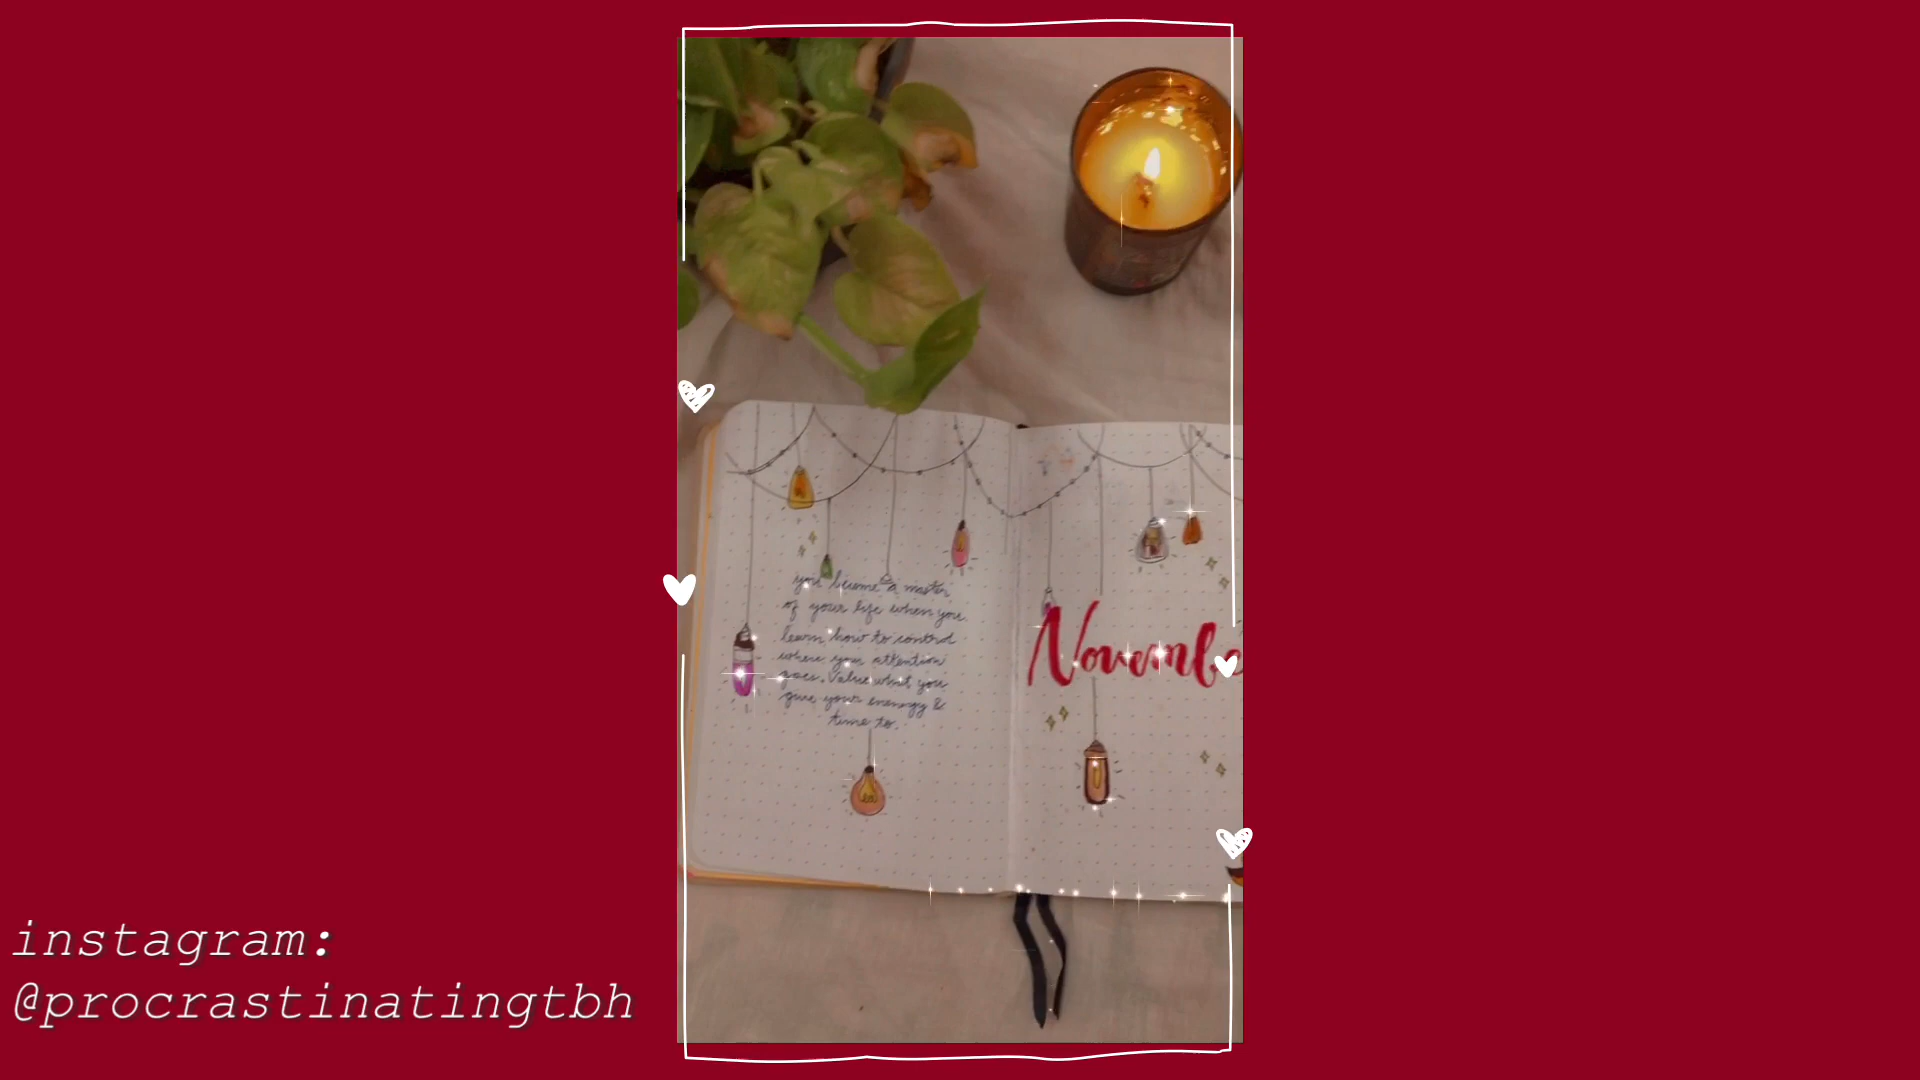 you become a master
of your life when you
learn how to control
where your attention
goes. Value what you
give your energy &
time to.
Novembe
instagram:
@procrastinatingtbh